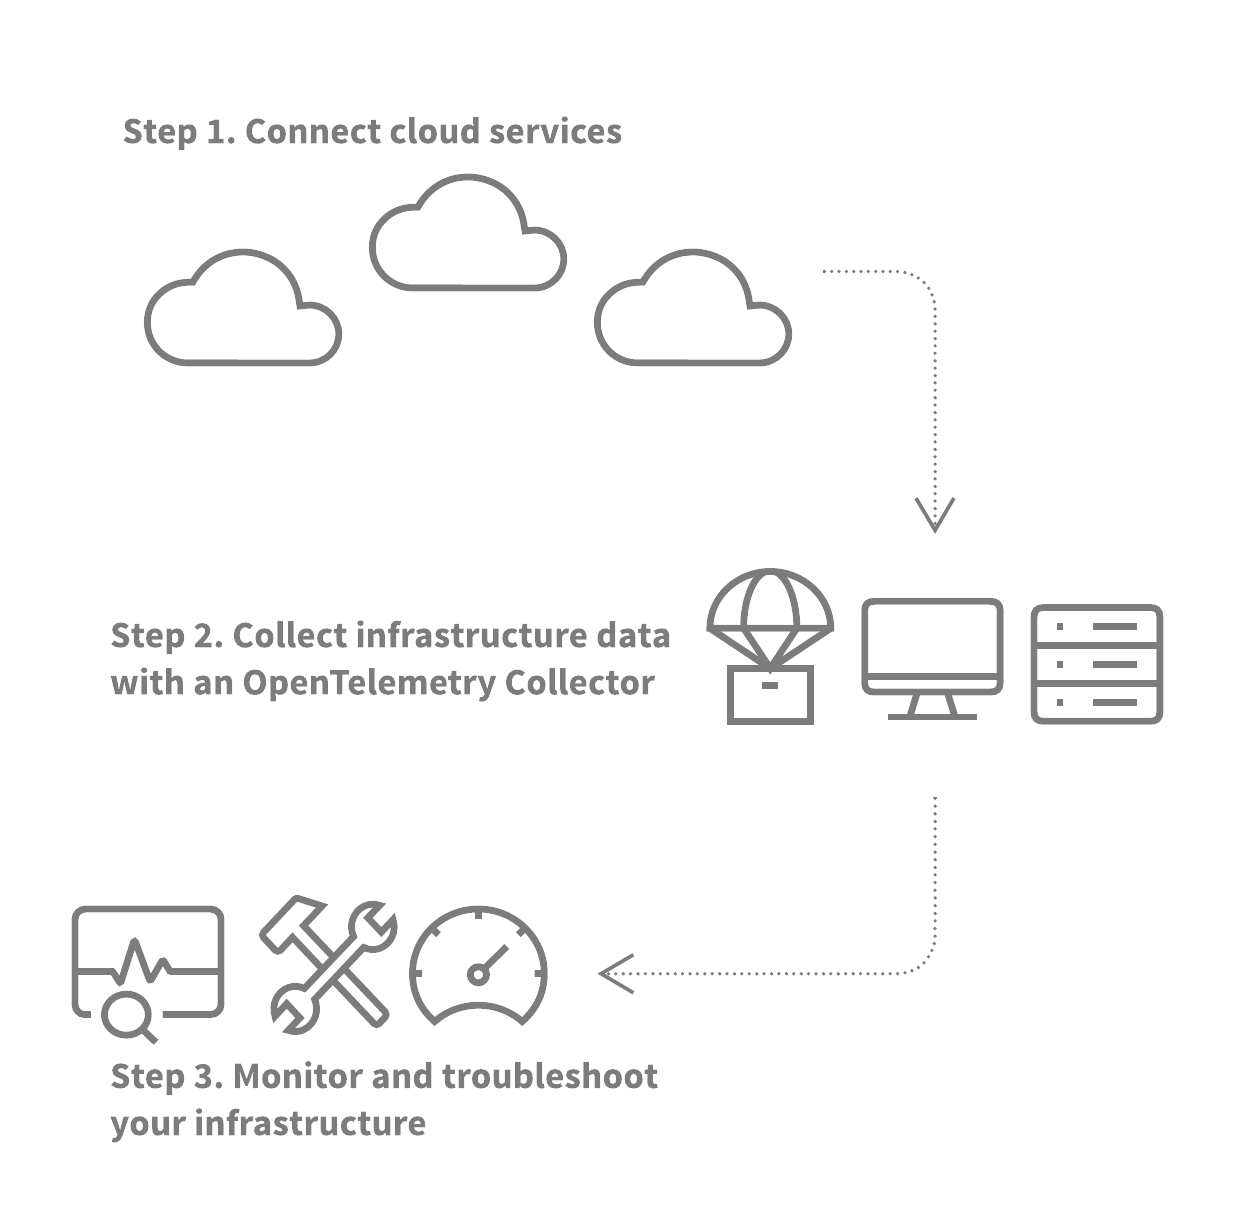 Step 1. Connect cloud services
Step 2. Collect infrastructure data
with an OpenTelemetry Collector
Step 3. Monitor and troubleshoot
your infrastructure